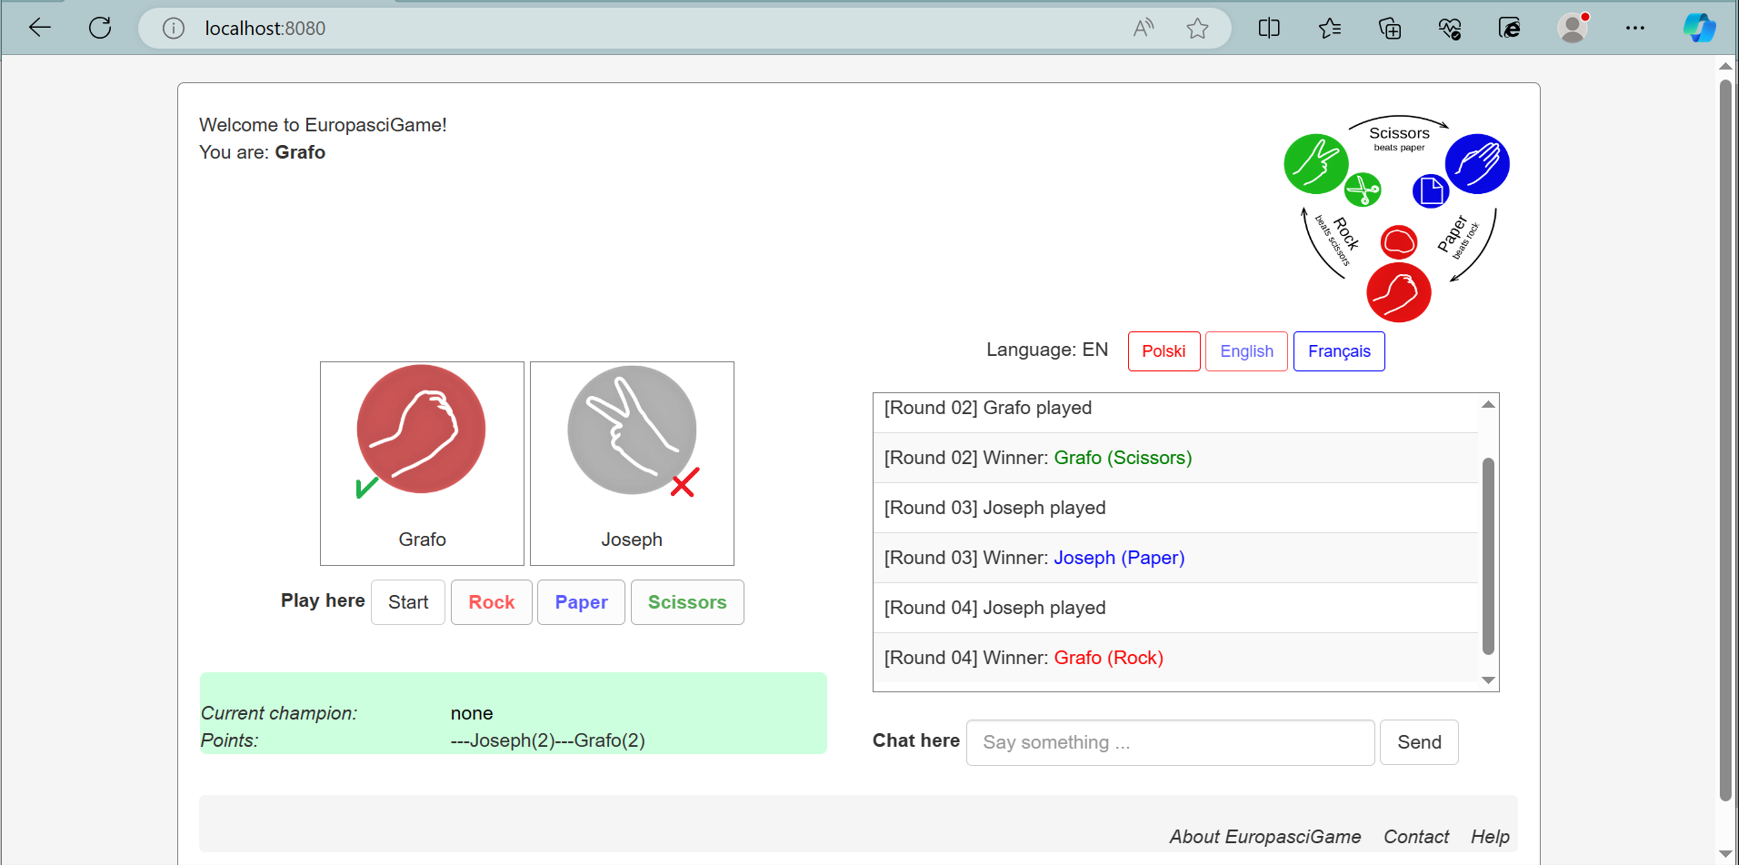 localhost:8080
Welcome to EuropasciGame!
You are: Grafo
Scissors
beats paper
Rock
beats scissors
Paper
beats rock
Language: EN
Polski
English
Français
Grafo
Joseph
Play here
Start
Rock
Paper
Scissors
[Round 02] Grafo played
[Round 02] Winner: Grafo (Scissors)
[Round 03] Joseph played
[Round 03] Winner: Joseph (Paper)
[Round 04] Joseph played
[Round 04] Winner: Grafo (Rock)
Current champion: none
Points: ---Joseph(2)---Grafo(2)
Chat here
Say something ...
Send
About EuropasciGame
Contact
Help